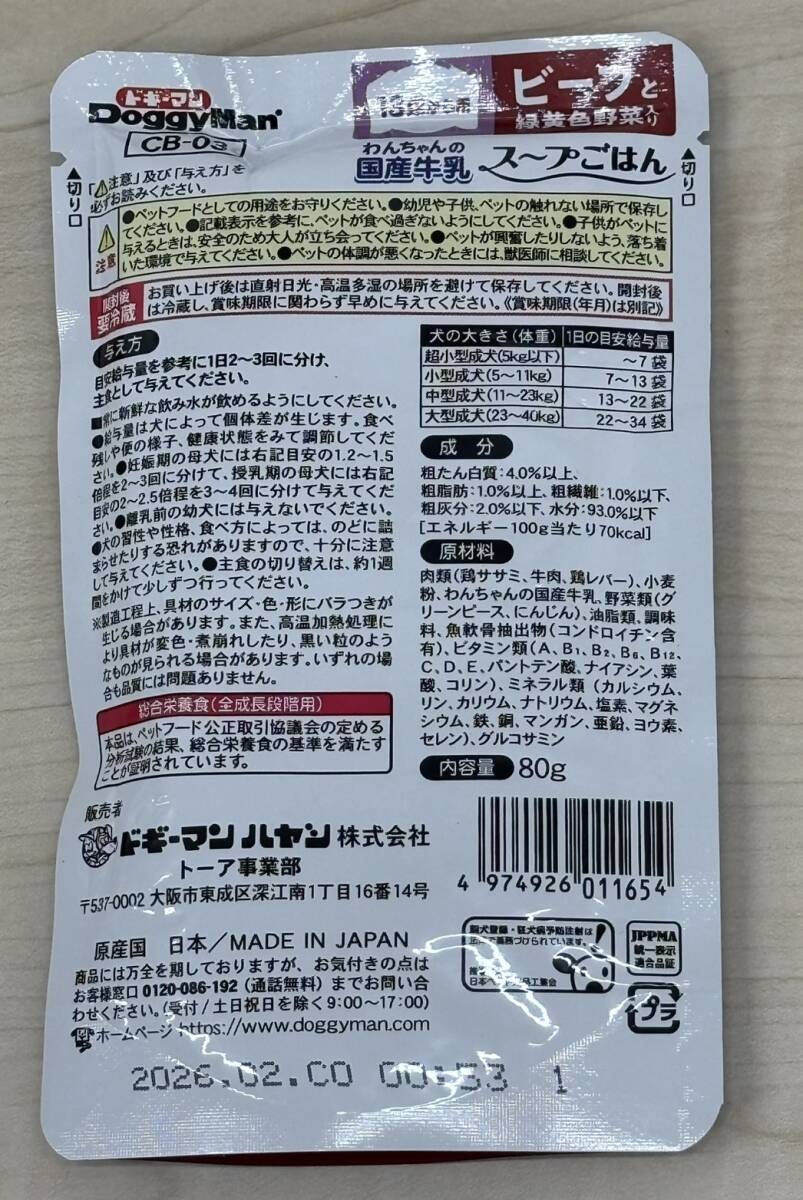 ドギーマン
DoggyMan
CB-03
ビーフと
緑黄色野菜入り
わんちゃんの
国産牛乳 スープごはん
▲切り口
▲切り口
「⚠注意」及び「与え方」を
必ずお読みください。
⚠注意
●ペットフードとしての用途をお守りください。●幼児や子供、ペットの触れない場所で保存し
てください。●記載表示を参考に、ペットが食べ過ぎないようにしてください。●子供がペットに
与えるときは、安全のため大人が立ち会ってください。●ペットが興奮したりしないよう、落ち着
いた環境で与えてください。●ペットの体調が悪くなったときには、獣医師に相談してください。
開封後
要冷蔵
お買い上げ後は直射日光・高温多湿の場所を避けて保存してください。開封後
は冷蔵し、賞味期限に関わらず早めに与えてください。《賞味期限(年月)は別記》
与え方
目安給与量を参考に1日2〜3回に分け、
主食として与えてください。
■常に新鮮な飲み水が飲めるようにしてください。
●給与量は犬によって個体差が生じます。食べ
残しや便の様子、健康状態をみて調節してくだ
さい。●妊娠期の母犬には右記目安の1.2〜1.5
倍程を2〜3回に分けて、授乳期の母犬には右記
目安の2〜2.5倍程を3〜4回に分けて与えてくだ
さい。●離乳前の幼犬には与えないでください。
●犬の習性や性格、食べ方によっては、のどに詰
まらせたりする恐れがありますので、十分に注意
して与えてください。●主食の切り替えは、約1週
間をかけて少しずつ行ってください。
※製造工程上、具材のサイズ・色・形にバラつきが
生じる場合があります。また、高温加熱処理に
より具材が変色・煮崩れしたり、黒い粒のよう
なものが見られる場合があります。いずれの場
合も品質には問題ありません。
総合栄養食(全成長段階用)
本品は、ペットフード公正取引協議会の定める
分析試験の結果、総合栄養食の基準を満たす
ことが証明されています。
犬の大きさ(体重) 1日の目安給与量
超小型成犬(5kg以下) 〜7 袋
小型成犬(5〜11kg) 7〜13 袋
中型成犬(11〜23kg) 13〜22 袋
大型成犬(23〜40kg) 22〜34 袋
成 分
粗たん白質:4.0%以上、
粗脂肪:1.0%以上、粗繊維:1.0%以下、
粗灰分:2.0%以下、水分:93.0%以下
[エネルギー100g当たり70kcal]
原材料
肉類(鶏ササミ、牛肉、鶏レバー)、小麦
粉、わんちゃんの国産牛乳、野菜類(グ
リーンピース、にんじん)、油脂類、調味
料、魚軟骨抽出物(コンドロイチン含
有)、ビタミン類(A、B1、B2、B6、B12、
C、D、E、パントテン酸、ナイアシン、葉
酸、コリン)、ミネラル類(カルシウム、
リン、カリウム、ナトリウム、塩素、マグネ
シウム、鉄、銅、マンガン、亜鉛、ヨウ素、
セレン)、グルコサミン
内容量 80g
販売者
ドギーマン ハヤシ株式会社
トーア事業部
〒537-0002 大阪市東成区深江南1丁目16番14号
4 974926 011654
原産国 日本/MADE IN JAPAN
商品には万全を期しておりますが、お気付きの点は
お客様窓口 0120-086-192 (通話無料) までお問い合
わせください。(受付/土日祝日を除く9:00〜17:00)
ホームページ https://www.doggyman.com
飼犬登録・狂犬病予防注射は
法律で義務づけられています。
JPPMA
統一表示
適合品証
プラ